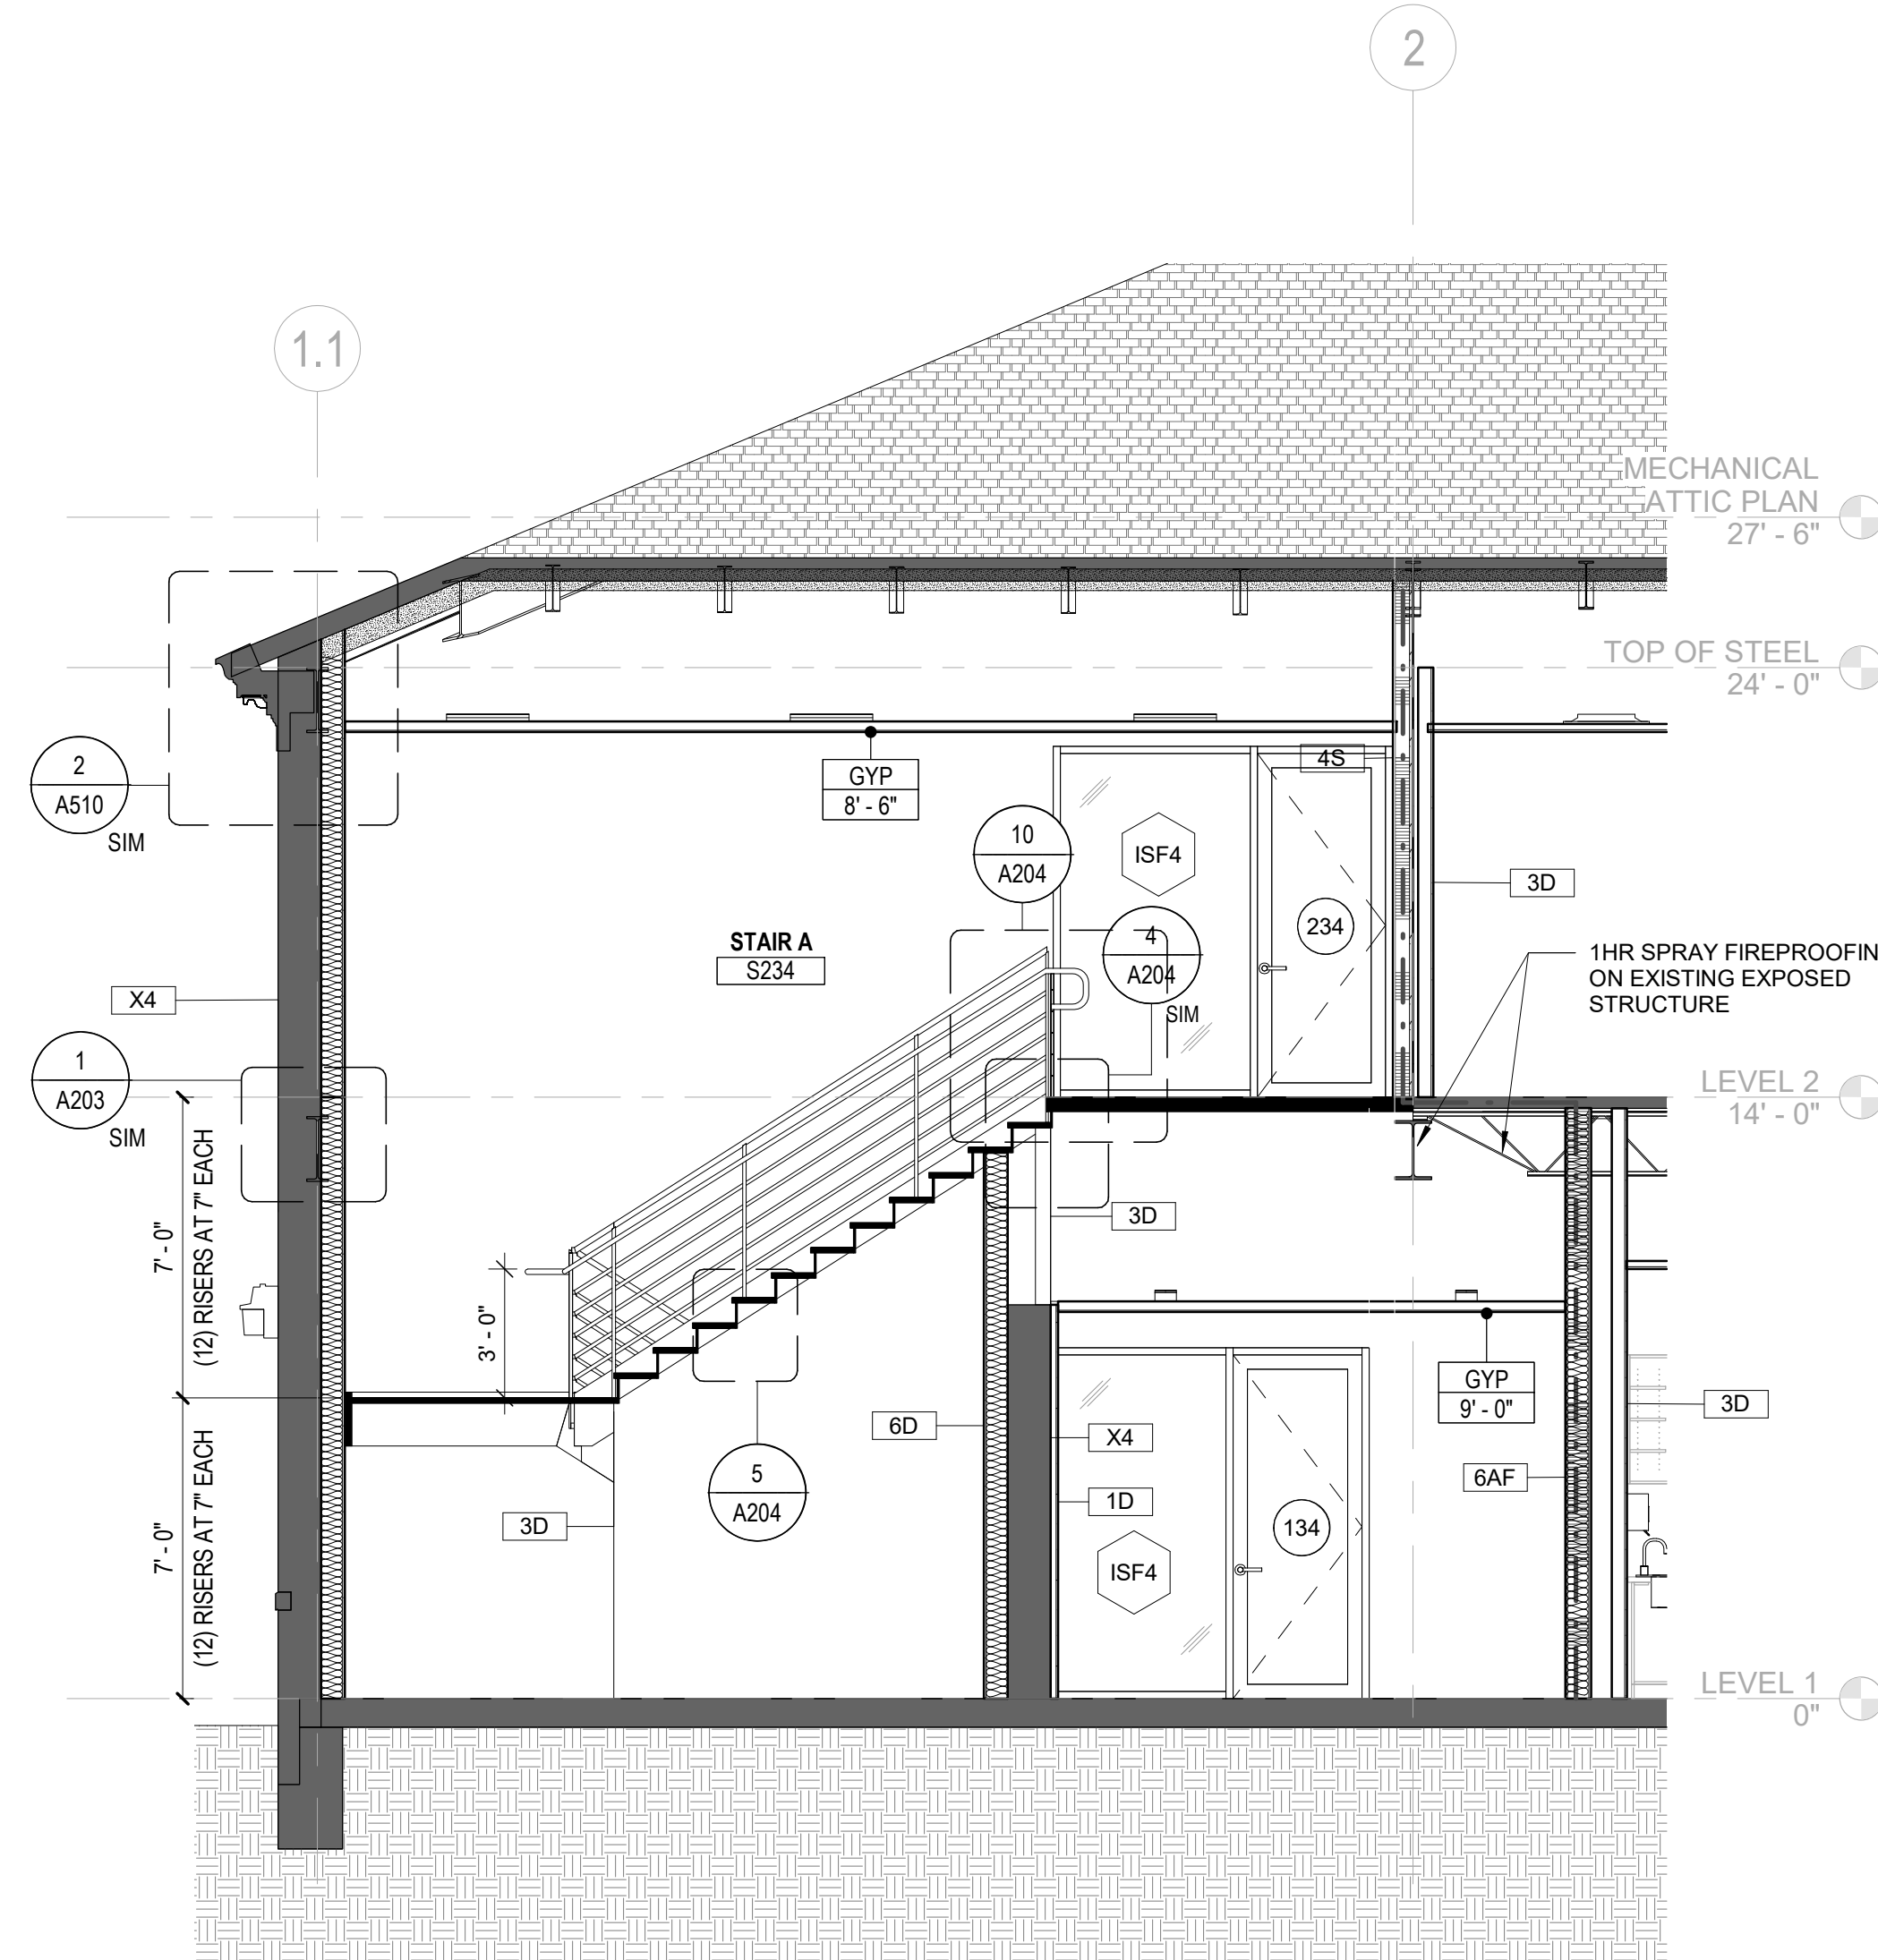 2
1.1
MECHANICAL
ATTIC PLAN
27' - 6"
TOP OF STEEL
24' - 0"
2
A510
SIM
GYP
8' - 6"
4S
10
A204
ISF4
3D
234
STAIR A
S234
4
A204
SIM
1HR SPRAY FIREPROOFIN
ON EXISTING EXPOSED
STRUCTURE
X4
1
A203
SIM
LEVEL 2
14' - 0"
7' - 0"
(12) RISERS AT 7" EACH
3D
3' - 0"
GYP
9' - 0"
3D
6D
X4
6AF
5
A204
1D
3D
134
ISF4
7' - 0"
(12) RISERS AT 7" EACH
LEVEL 1
0"